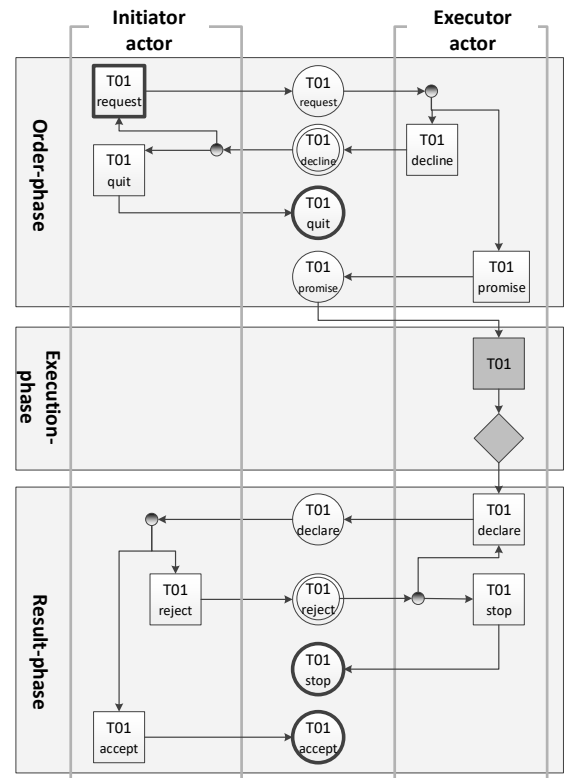 Initiator
actor
Executor
actor
Order-phase
T01
request
T01
request
T01
quit
T01
decline
T01
decline
T01
quit
T01
promise
T01
promise
Execution-
phase
T01
Result-phase
T01
declare
T01
declare
T01
reject
T01
reject
T01
stop
T01
stop
T01
accept
T01
accept